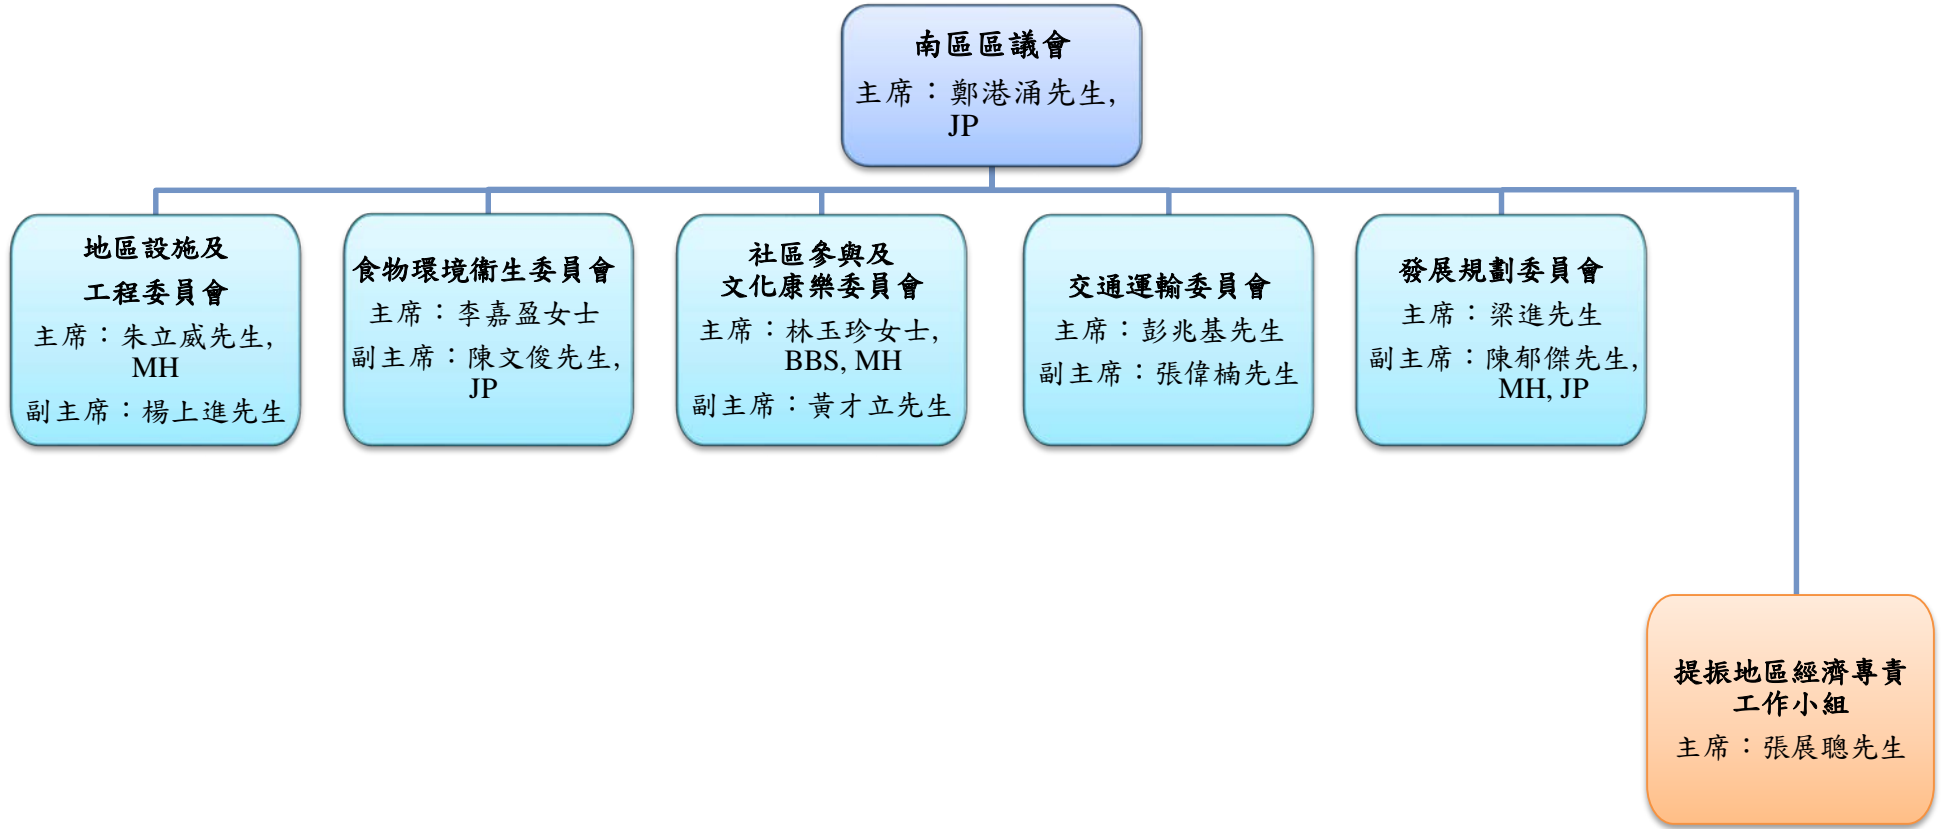 南區區議會
主席：鄭港涌先生,
JP
地區設施及
工程委員會
主席：朱立威先生,
MH
副主席：楊上進先生
食物環境衞生委員會
主席：李嘉盈女士
副主席：陳文俊先生,
JP
社區參與及
文化康樂委員會
主席：林玉珍女士,
BBS, MH
副主席：黃才立先生
交通運輸委員會
主席：彭兆基先生
副主席：張偉楠先生
發展規劃委員會
主席：梁進先生
副主席：陳郁傑先生,
MH, JP
提振地區經濟專責
工作小組
主席：張展聰先生